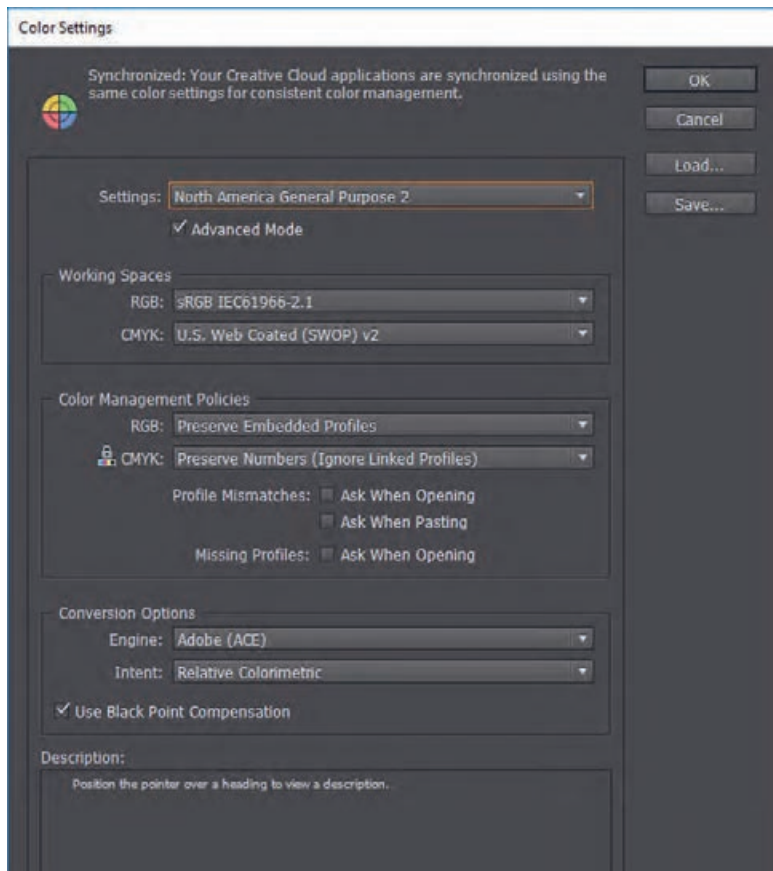 Color Settings
Synchronized: Your Creative Cloud applications are synchronized using the
same color settings for consistent color management.
OK
Cancel
Load...
Save...
Settings: North America General Purpose 2
Advanced Mode
Working Spaces
RGB: sRGB IEC61966-2.1
CMYK: U.S. Web Coated (SWOP) v2
Color Management Policies
RGB: Preserve Embedded Profiles
CMYK: Preserve Numbers (Ignore Linked Profiles)
Profile Mismatches: Ask When Opening
Ask When Pasting
Missing Profiles: Ask When Opening
Conversion Options
Engine: Adobe (ACE)
Intent: Relative Colorimetric
Use Black Point Compensation
Description:
Position the pointer over a heading to view a description.